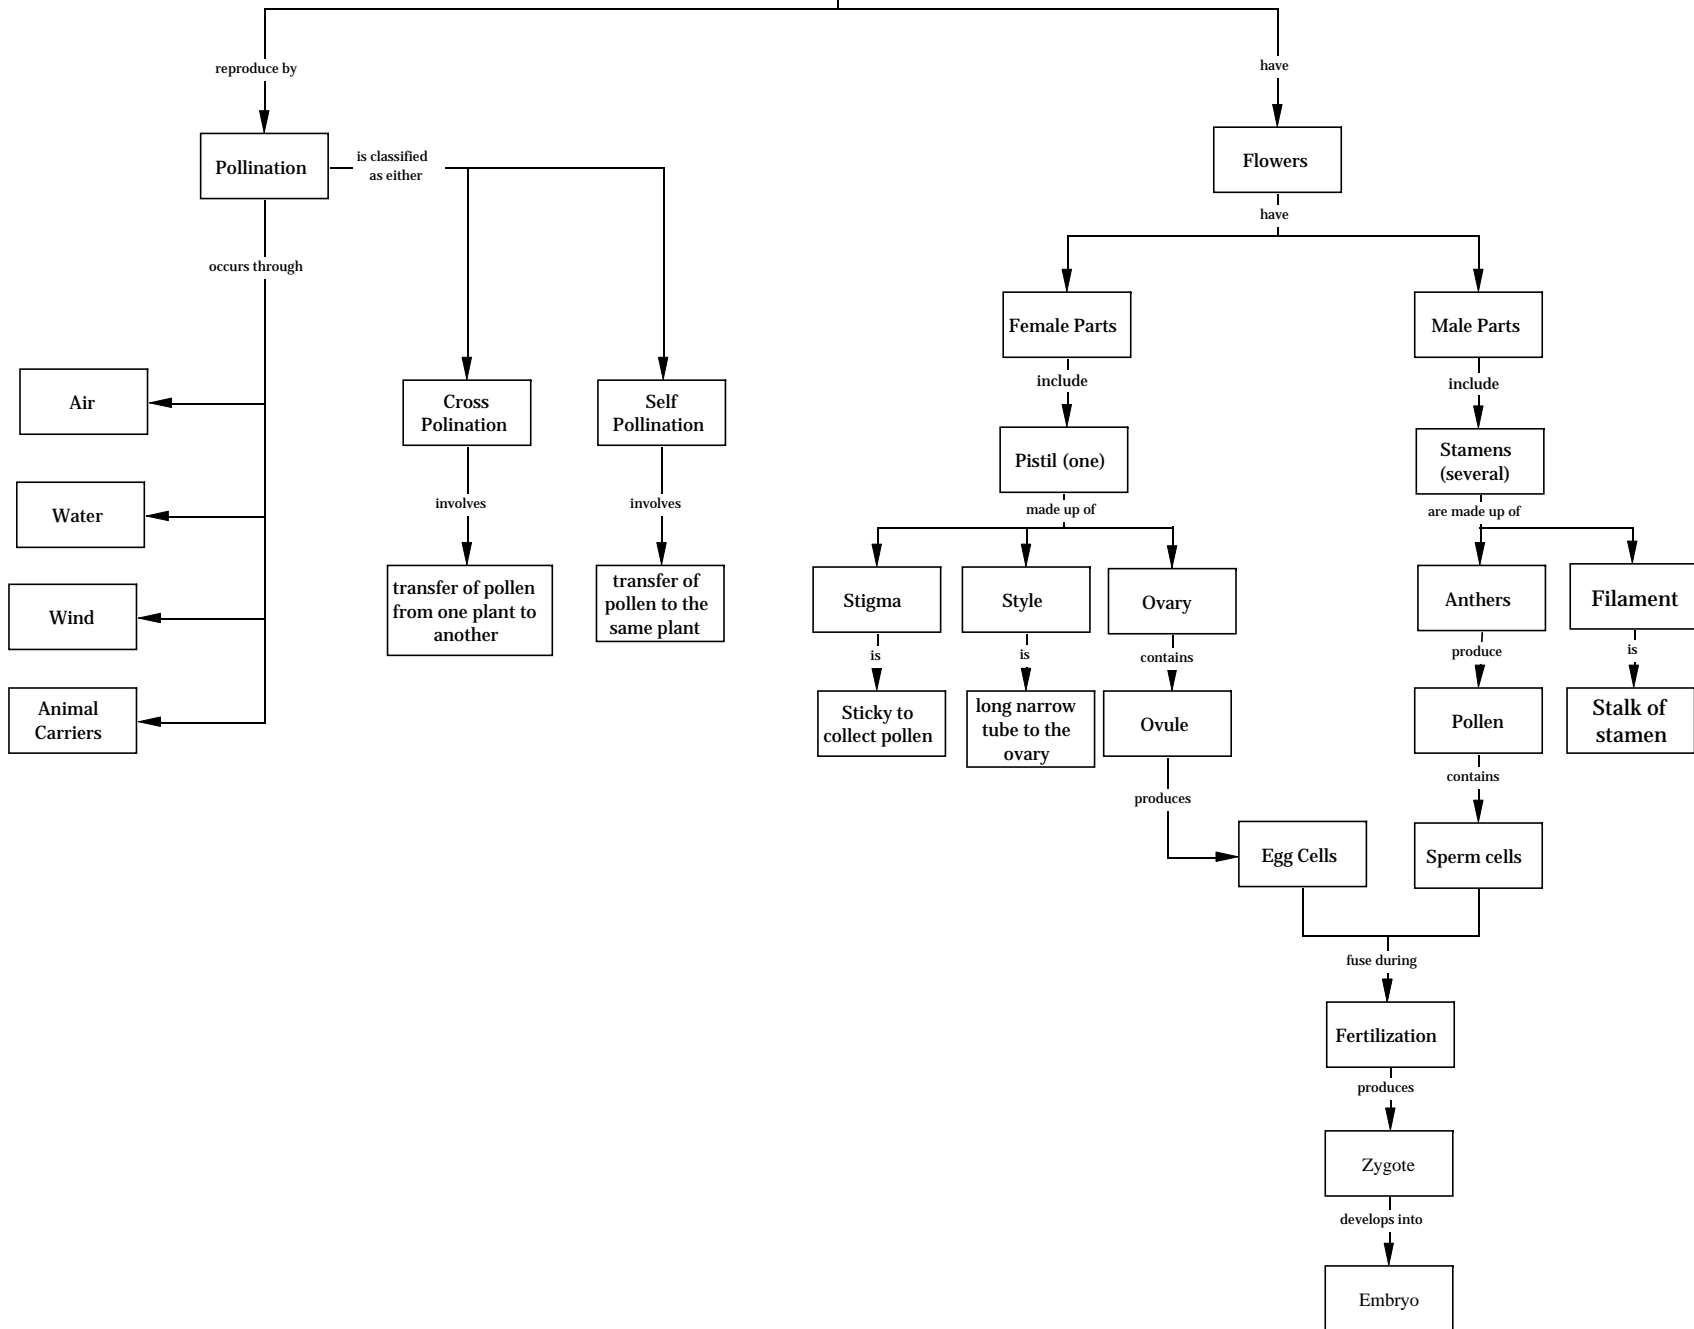 reproduce by
have
Pollination
is classified
as either
Flowers
have
occurs through
Female Parts
Male Parts
include
include
Air
Cross
Polination
Self
Pollination
Pistil (one)
Stamens
(several)
Water
involves
involves
made up of
are made up of
transfer of pollen
from one plant to
another
transfer of
pollen to the
same plant
Stigma
Style
Ovary
Anthers
Filament
Wind
is
is
contains
produce
is
Animal
Carriers
Sticky to
collect pollen
long narrow
tube to the
ovary
Ovule
Pollen
Stalk of
stamen
produces
contains
Egg Cells
Sperm cells
fuse during
Fertilization
produces
Zygote
develops into
Embryo